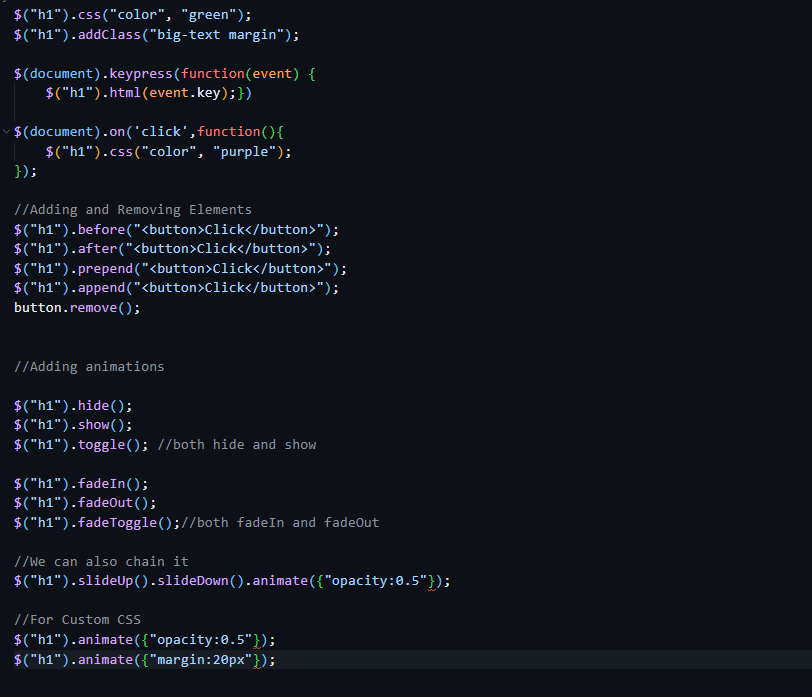 $("h1").css("color", "green");
$("h1").addClass("big-text margin");
$(document).keypress(function(event) {
$("h1").html(event.key);})
$(document).on('click',function(){
$("h1").css("color", "purple");
});
//Adding and Removing Elements
$("h1").before("<button>Click</button>");
$("h1").after("<button>Click</button>");
$("h1").prepend("<button>Click</button>");
$("h1").append("<button>Click</button>");
button.remove();
//Adding animations
$("h1").hide();
$("h1").show();
$("h1").toggle(); //both hide and show
$("h1").fadeIn();
$("h1").fadeOut();
$("h1").fadeToggle();//both fadeIn and fadeOut
//We can also chain it
$("h1").slideUp().slideDown().animate({"opacity:0.5"});
//For Custom CSS
$("h1").animate({"opacity:0.5"});
$("h1").animate({"margin:20px"});